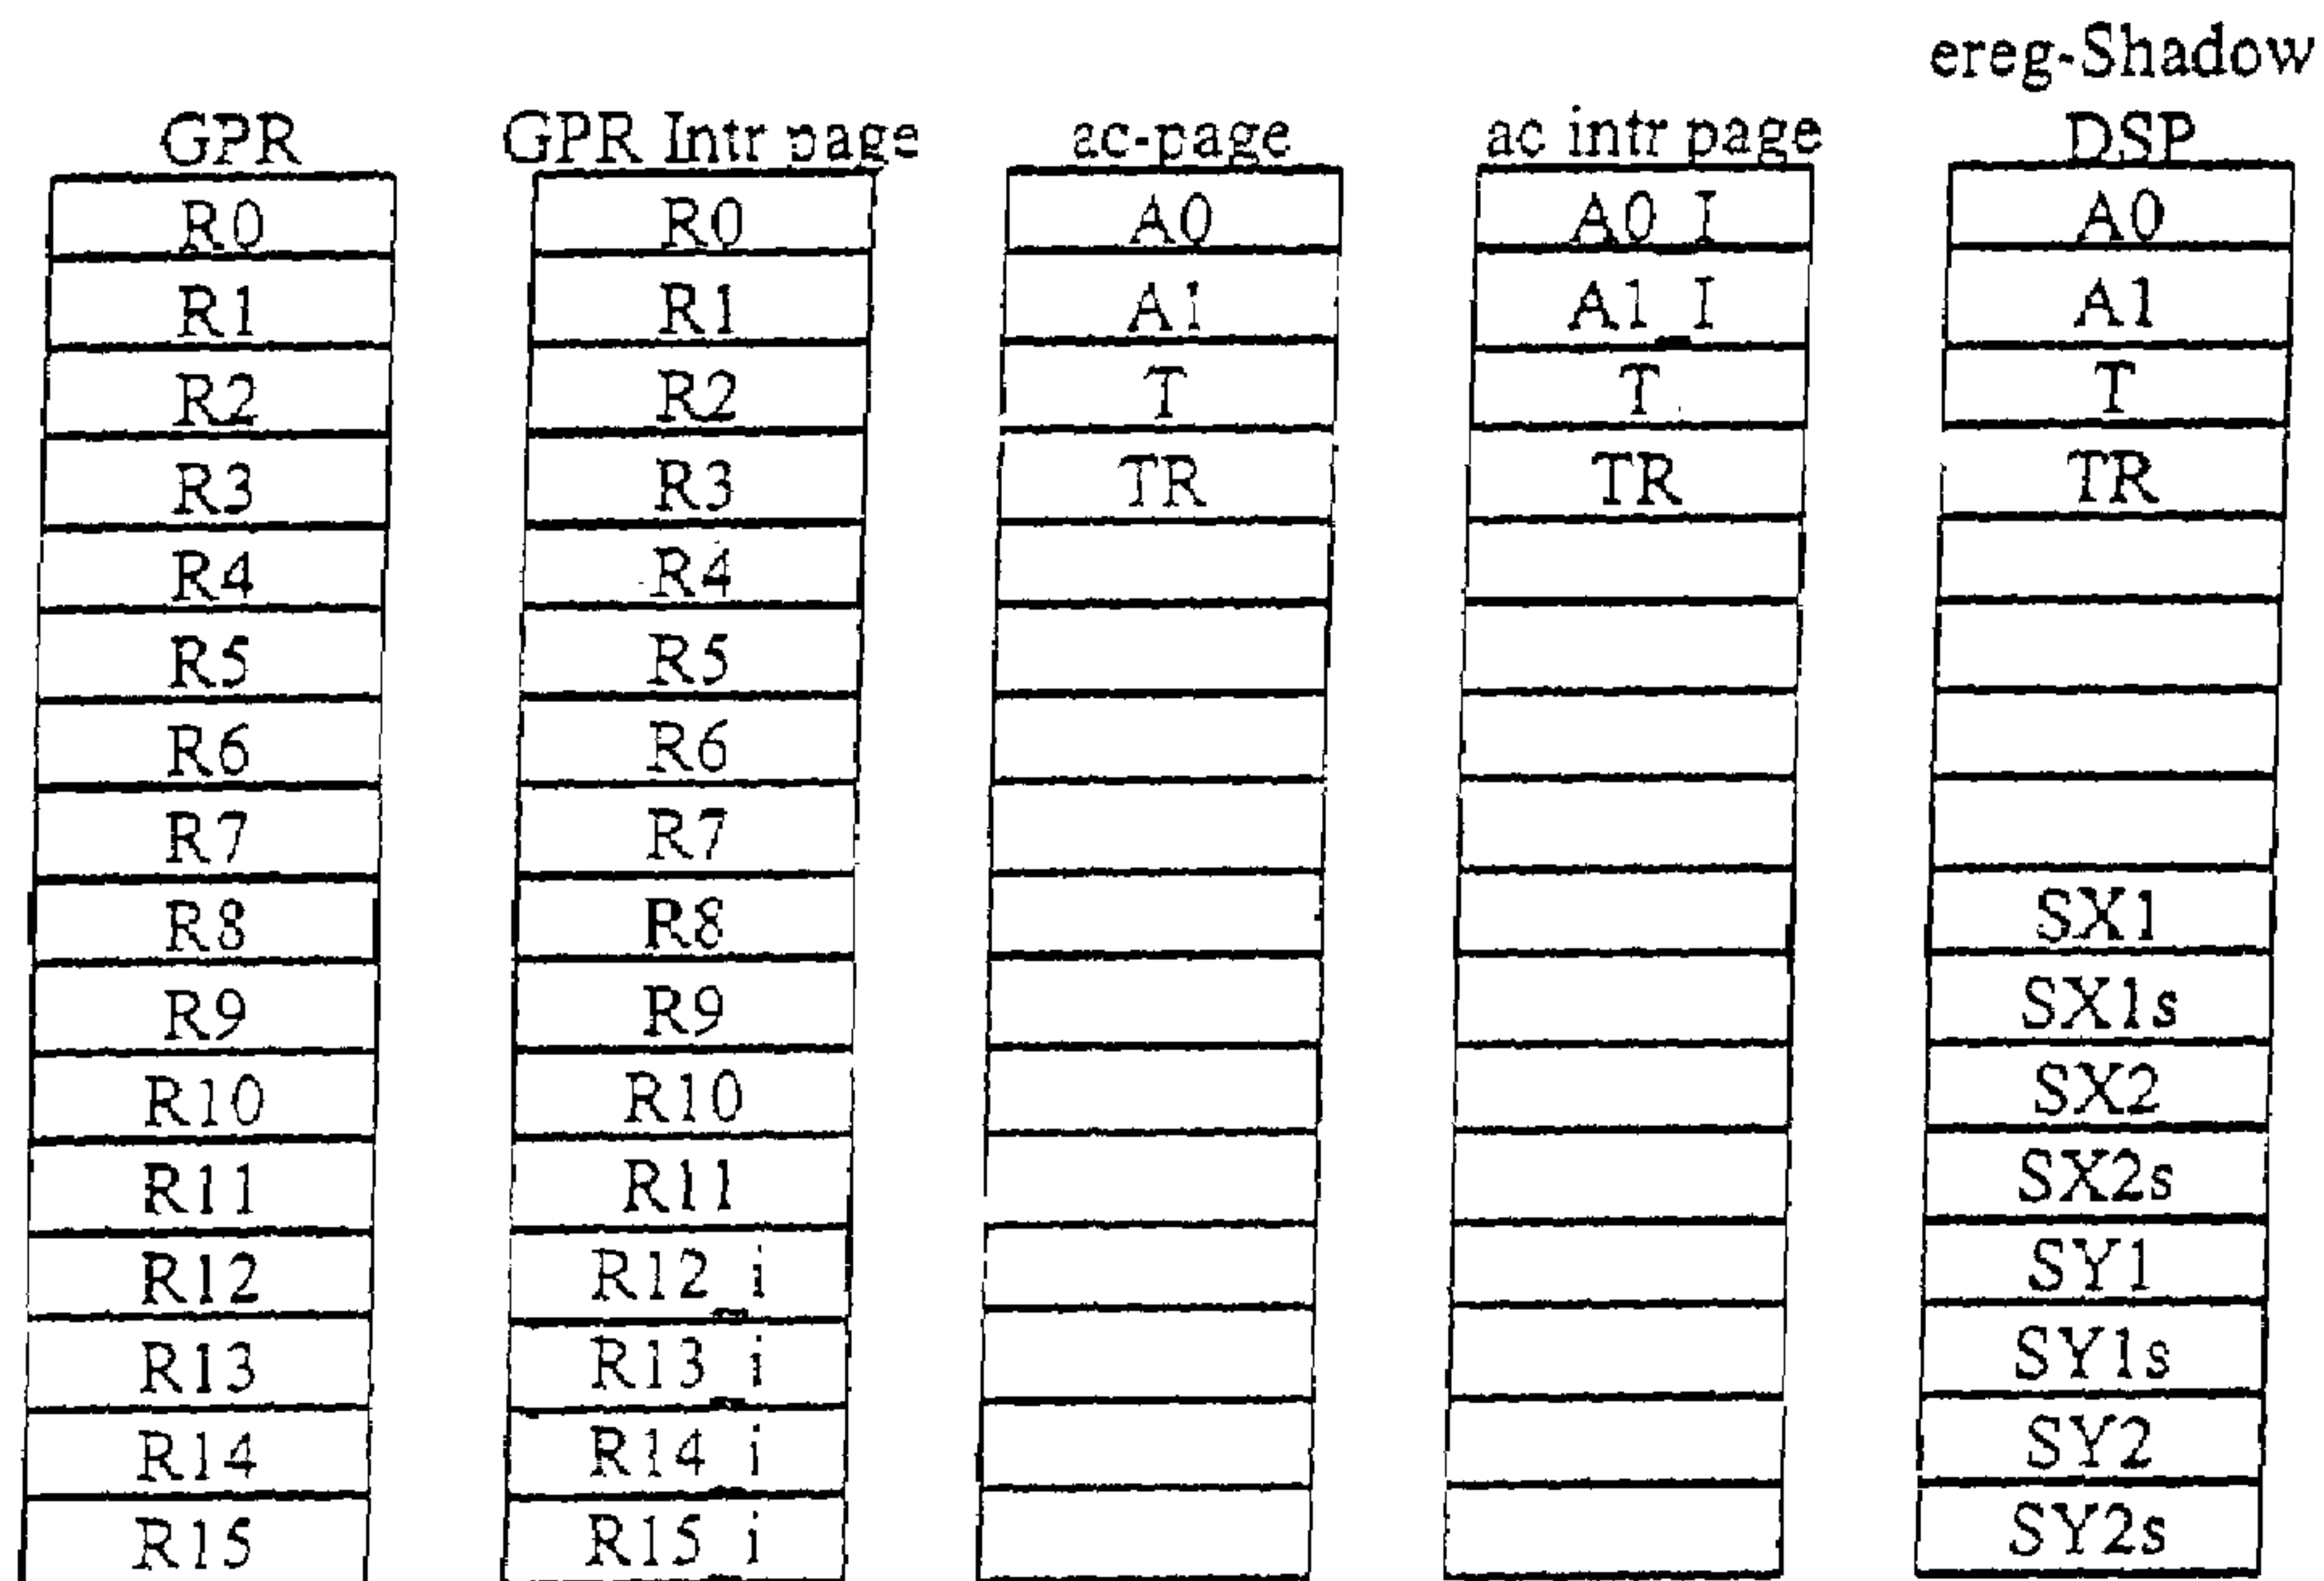 ereg-Shadow
GPR GPR Intr page ac-page ac intr page DSP
R0 R0 A0 A0_I A0
R1 R1 A1 A1_I A1
R2 R2 T T T
R3 R3 TR TR TR
R4 R4
R5 R5
R6 R6
R7 R7
R8 R8 SX1
R9 R9 SX1s
R10 R10 SX2
R11 R11 SX2s
R12 R12_i SY1
R13 R13_i SY1s
R14 R14_i SY2
R15 R15_i SY2s